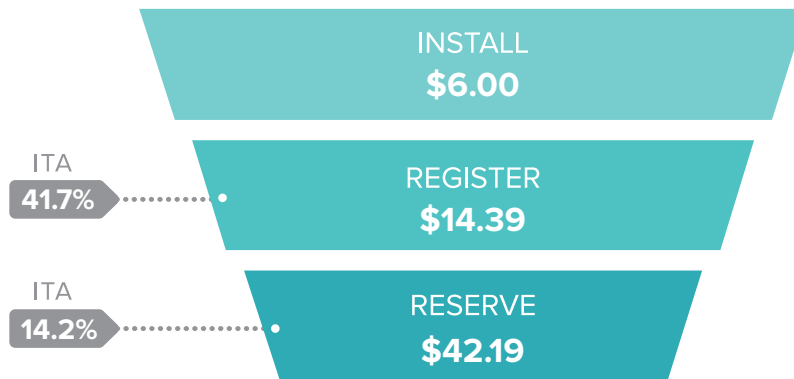 INSTALL
$6.00
ITA
41.7%
REGISTER
$14.39
ITA
14.2%
RESERVE
$42.19